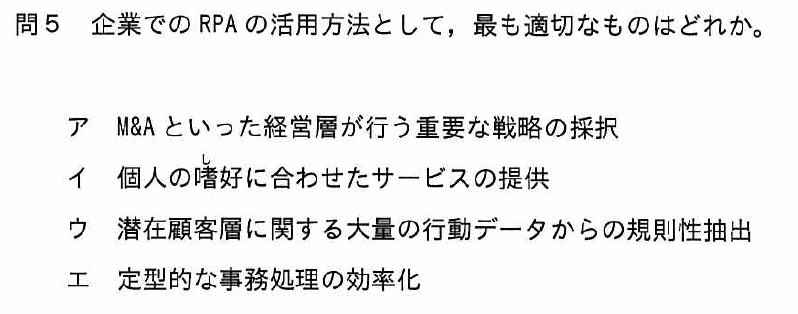 問5 企業での RPA の活用方法として，最も適切なものはどれか。
ア M&A といった経営層が行う重要な戦略の採択
イ 個人の嗜好に合わせたサービスの提供
ウ 潜在顧客層に関する大量の行動データからの規則性抽出
エ 定型的な事務処理の効率化